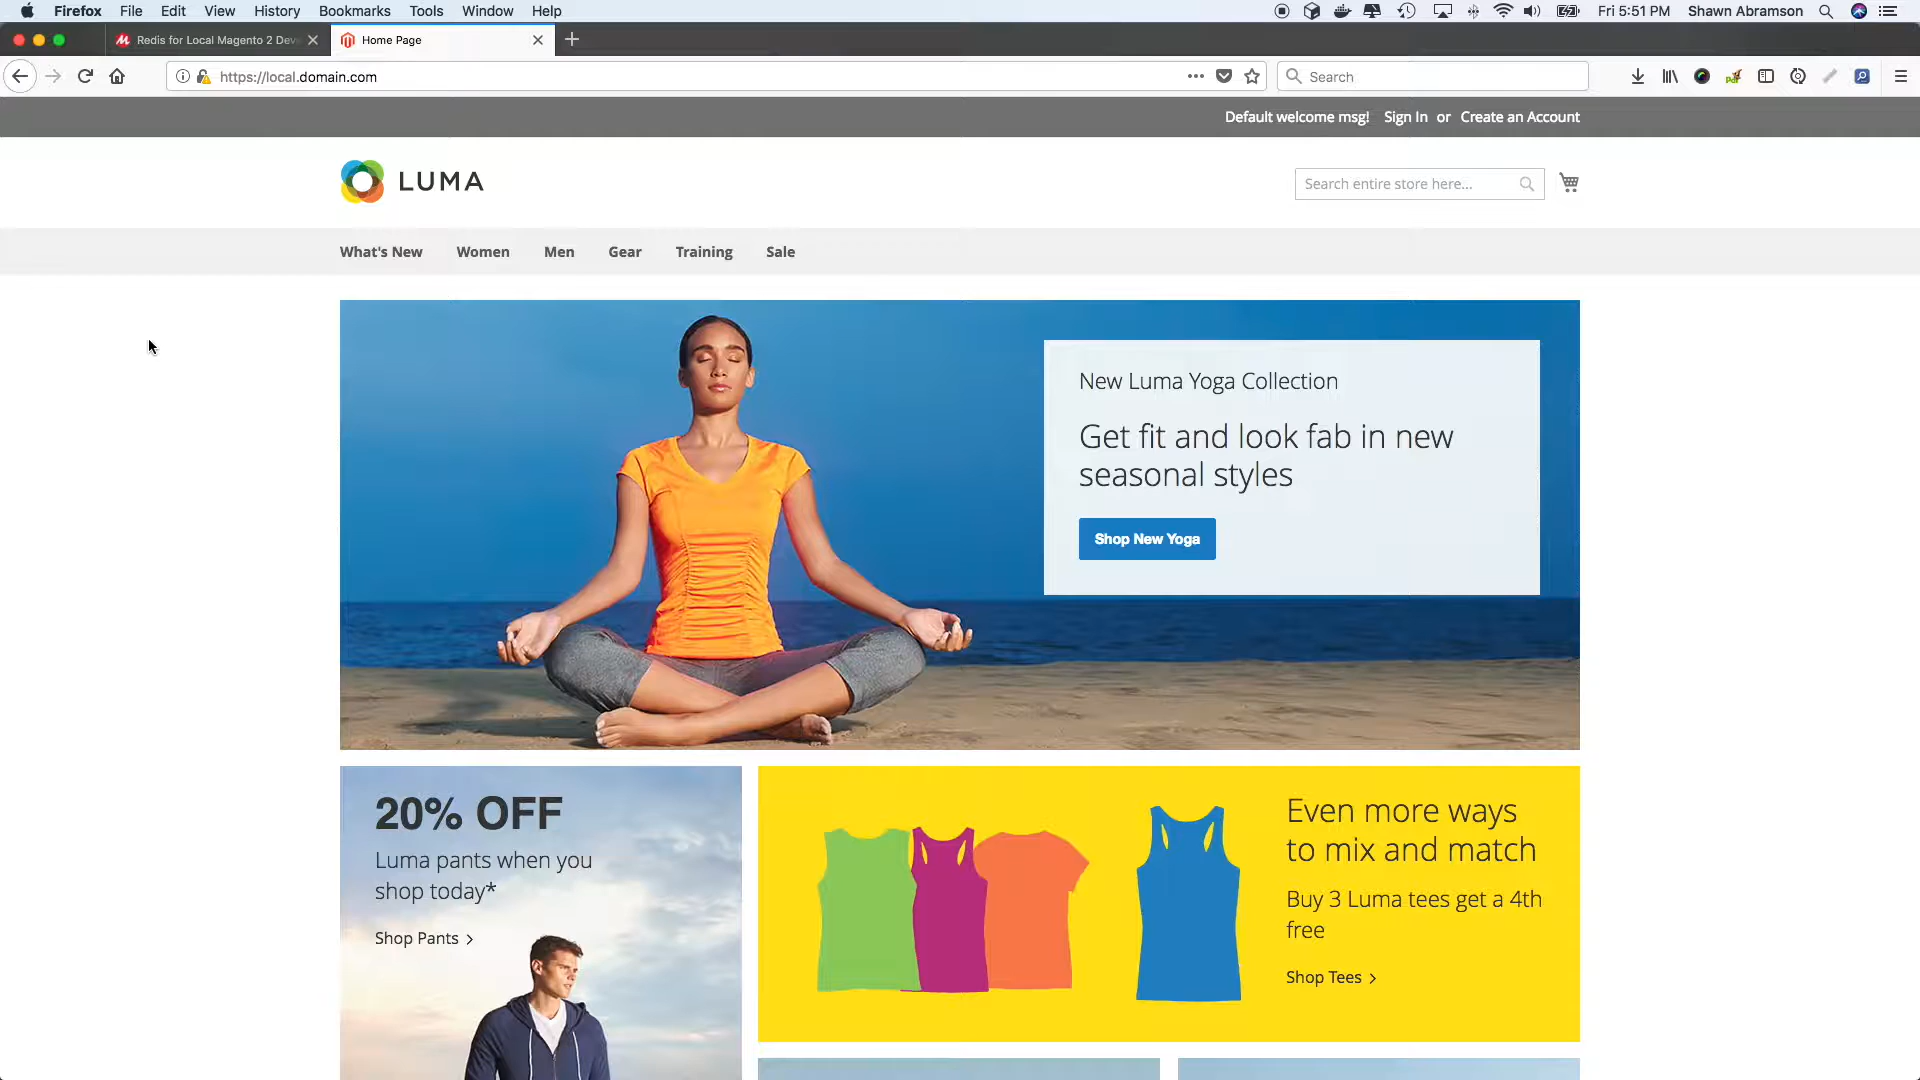 Firefox File Edit View History Bookmarks Tools Window Help Fri 5:51 PM Shawn Abramson
Redis for Local Magento 2 Dev Home Page
https://local.domain.com Search
Default welcome msg! Sign In or Create an Account
LUMA
Search entire store here...
What's New Women Men Gear Training Sale
New Luma Yoga Collection
Get fit and look fab in new
seasonal styles
Shop New Yoga
20% OFF
Luma pants when you
shop today*
Shop Pants >
Even more ways
to mix and match
Buy 3 Luma tees get a 4th
free
Shop Tees >